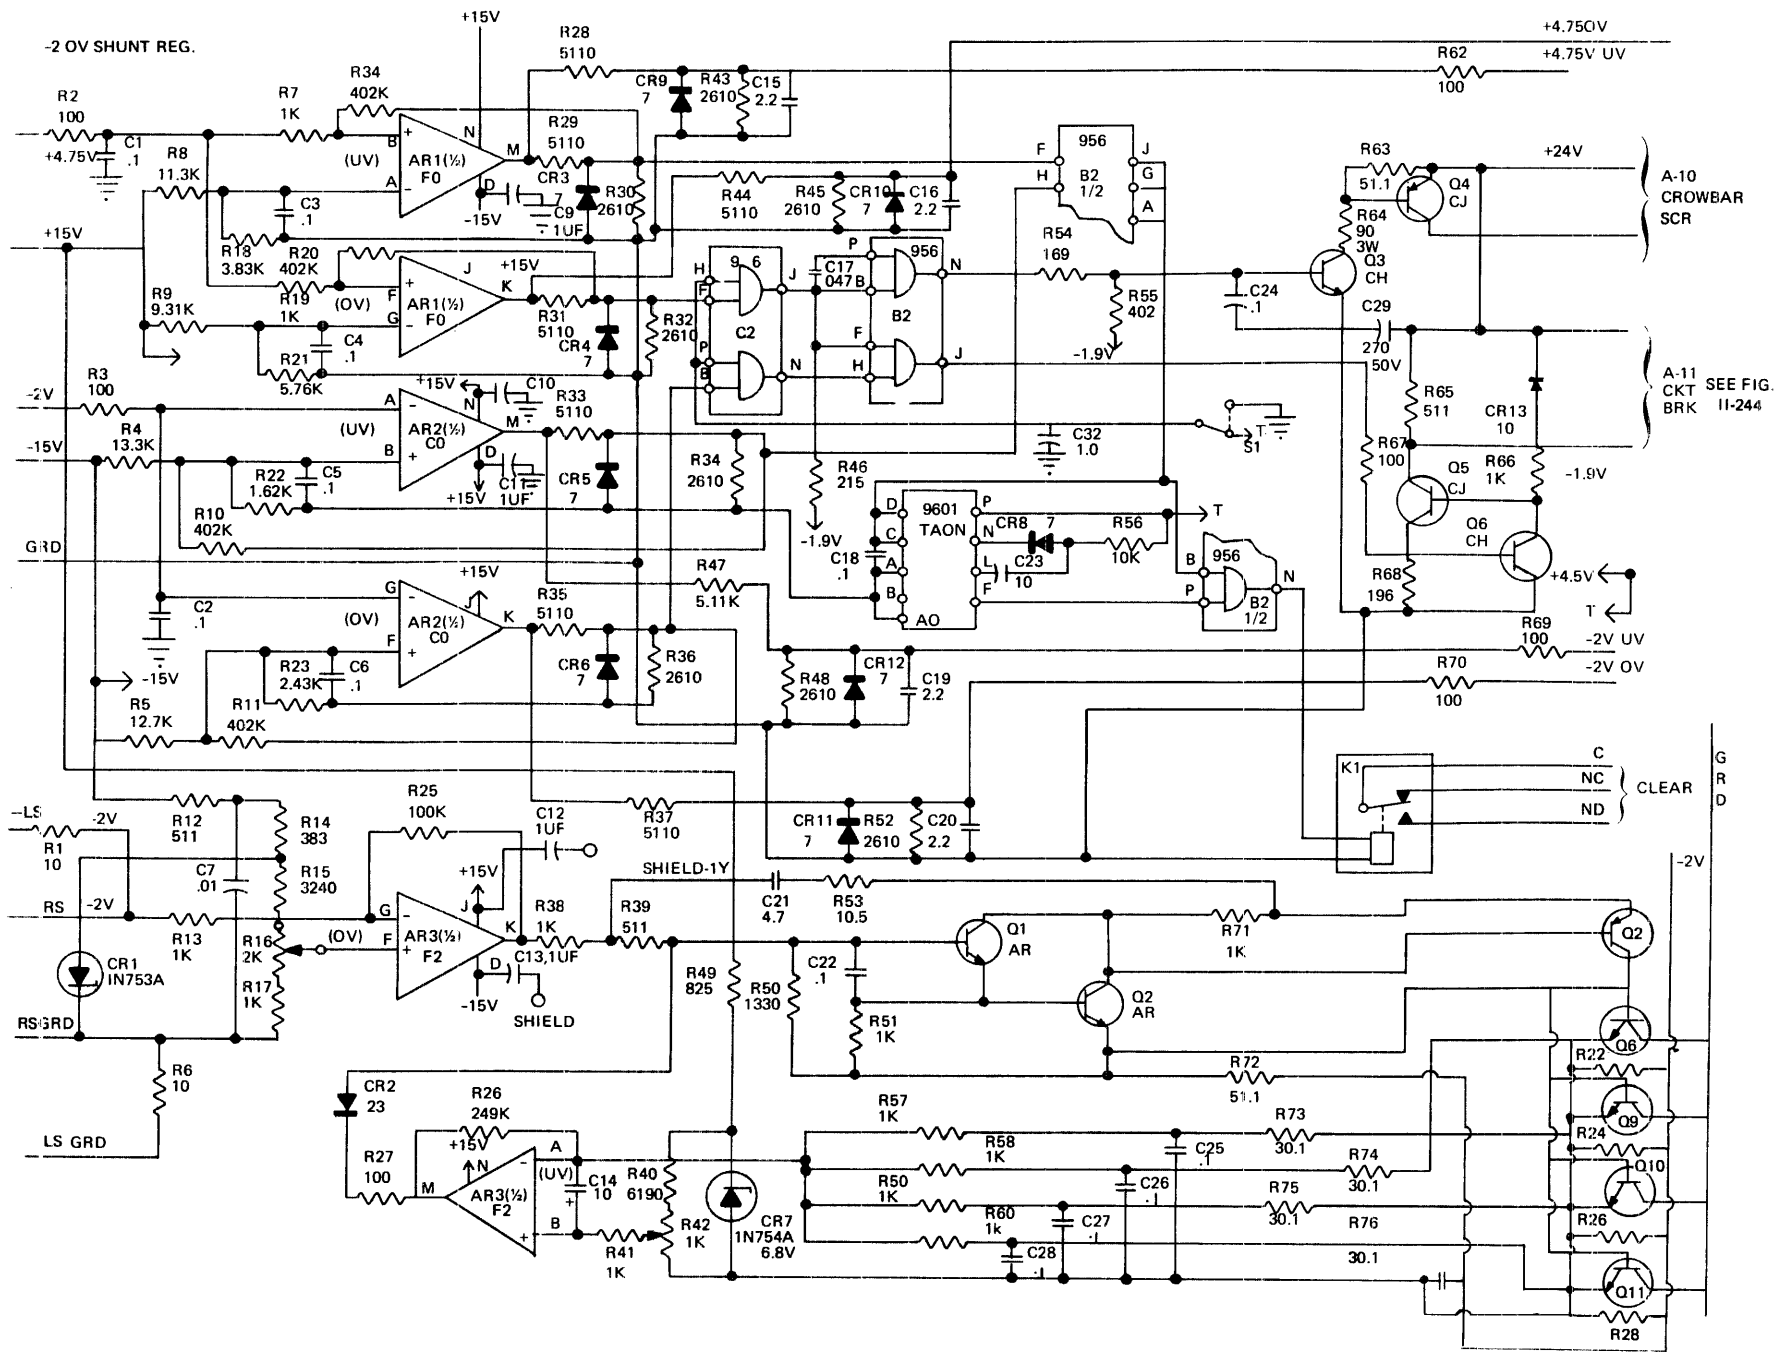 -2 0V SHUNT REG.
+15V
R28
5110
+4.75OV
+4.75V UV
R62
100
R2
100
+4.75V
C1
.1
R7
1K
R34
402K
R8
11.3K
(UV)
B
+
A
-
AR1(½)
F0
N
M
D
-15V
R29
5110
CR3
7
C9
1UF
R30
2610
CR9
7
R43
2610
C15
2.2
C3
.1
R18
3.83K
R20
402K
R44
5110
R45
2610
CR10
7
C16
2.2
956
B2
1/2
F
H
J
G
A
R63
51.1
Q4
CJ
+24V
A-10
CROWBAR
SCR
R64
90
3W
Q3
CH
+15V
R9
9.31K
R19
1K
(OV)
F
+
G
-
AR1(½)
F0
J
+15V
K
R31
5110
CR4
7
R32
2610
C4
.1
R21
5.76K
H
F
P
B
9 6
C2
J
N
C17
047
P
B
F
H
956
B2
N
J
R54
169
R55
402
-1.9V
C24
.1
C29
270
50V
R65
511
CR13
10
A-11
CKT
BRK
SEE FIG.
II-244
R3
100
-2V
R4
13.3K
-15V
(UV)
A
-
B
+
AR2(½)
C0
+15V
N
M
D
+15V
C10
C11
1UF
R33
5110
CR5
7
R34
2610
R22
1.62K
C5
.1
R10
402K
GRD
C32
1.0
T
S1
R46
215
-1.9V
R67
100
Q5
CJ
R66
1K
-1.9V
Q6
CH
R68
196
+4.5V
T
D
C
A
B
C18
.1
9601
TAON
AO
P
N
L
F
CR8
7
C23
10
R56
10K
T
956
B
P
N
B2
1/2
C2
.1
-15V
(OV)
G
-
F
+
AR2(½)
C0
+15V
J
K
R35
5110
R47
5.11K
CR6
7
R36
2610
R23
2.43K
C6
.1
R5
12.7K
R11
402K
R48
2610
CR12
7
C19
2.2
R69
100
-2V UV
-2V OV
R70
100
K1
C
NC
ND
CLEAR
G
R
D
-LS
R1
10
-2V
R12
511
R14
383
R25
100K
C12
1UF
R37
5110
CR11
7
R52
2610
C20
2.2
-2V
SHIELD-1Y
C7
.01
R15
3240
RS
-2V
R13
1K
R16
2K
(OV)
G
-
F
+
AR3(½)
F2
+15V
J
K
D
-15V
R38
1K
C13,1UF
SHIELD
R39
511
C21
4.7
R53
10.5
Q1
AR
R71
1K
Q2
CR1
IN753A
R17
1K
RSGRD
R49
825
R50
1330
C22
.1
R51
1K
Q2
AR
R6
10
LS GRD
R72
51.1
Q6
R22
CR2
23
R26
249K
+15V
N
R27
100
M
AR3(½)
F2
A
-
(UV)
B
+
C14
10
+
R40
6190
R41
1K
R42
1K
CR7
1N754A
6.8V
R57
1K
R58
1K
R50
1K
R60
1k
C25
.1
C26
.1
C27
.1
C28
.1
R73
30.1
R74
30.1
R75
30.1
R76
30.1
Q9
R24
Q10
R26
Q11
R28